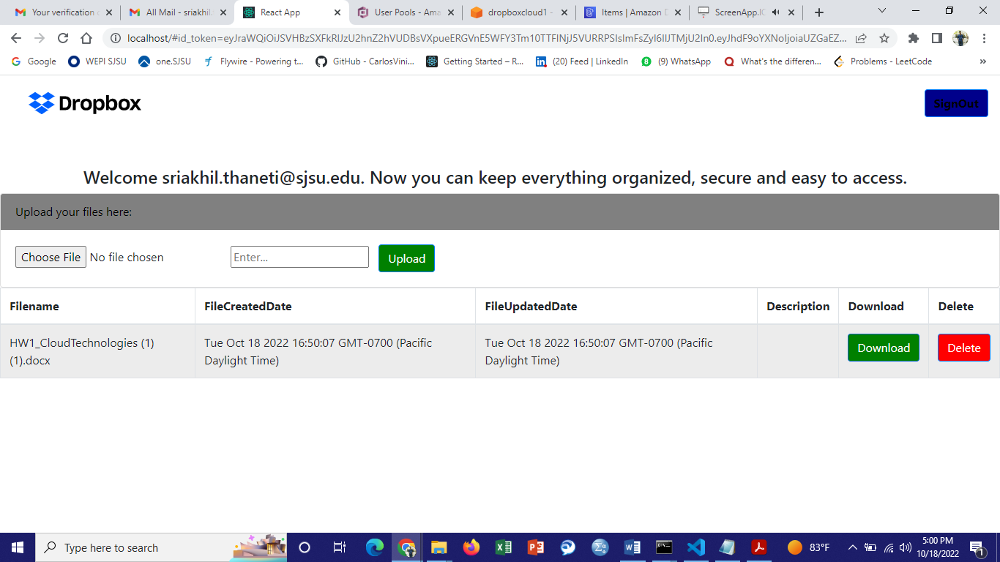 Your verification
All Mail - sriakhil.
React App
User Pools - Ama
dropboxcloud1 -
Items | Amazon
ScreenApp.IO
Google
WEPI SJSU
one.SJSU
Flywire - Powering t...
GitHub - CarlosVini...
Getting Started – R...
(20) Feed | LinkedIn
(9) WhatsApp
What's the differen...
Problems - LeetCode
»
Dropbox
SignOut
Welcome sriakhil.thaneti@sjsu.edu. Now you can keep everything organized, secure and easy to access.
Upload your files here:
Choose File No file chosen
Enter...
Upload
Filename FileCreatedDate FileUpdatedDate Description Download Delete
HW1_CloudTechnologies (1) Tue Oct 18 2022 16:50:07 GMT-0700 (Pacific Tue Oct 18 2022 16:50:07 GMT-0700 (Pacific Download Delete
(1).docx Daylight Time) Daylight Time)
Type here to search
83°F
5:00 PM
10/18/2022
1